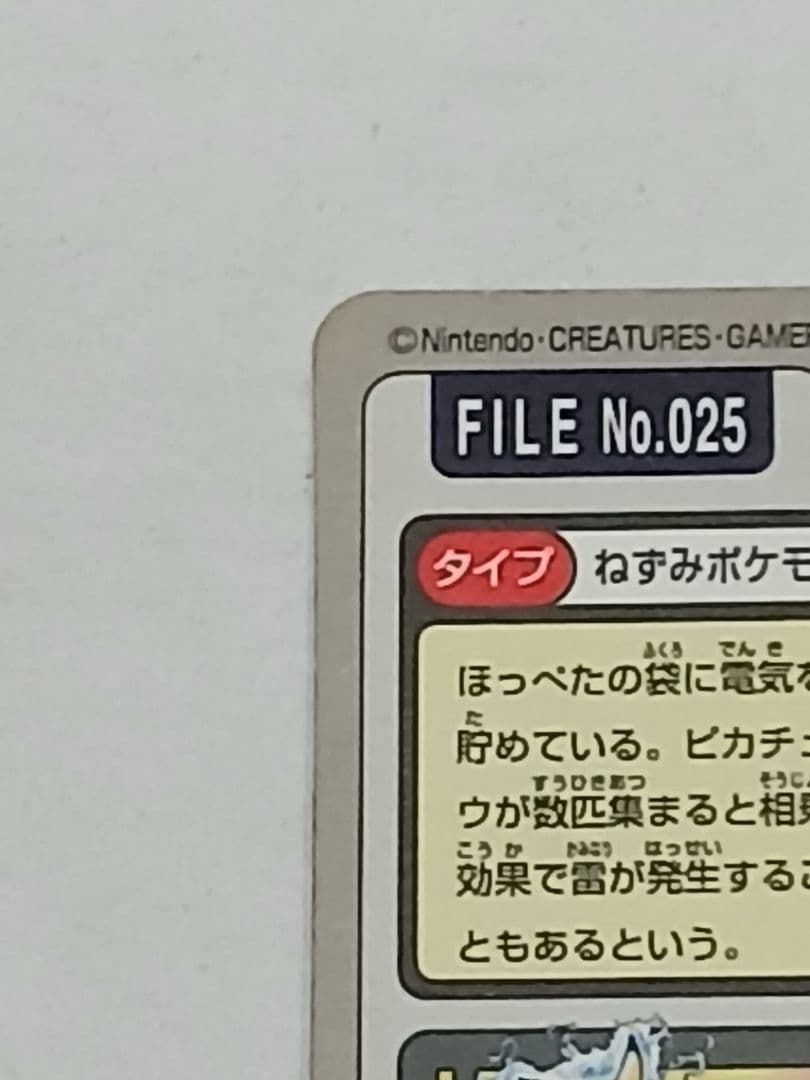 ©Nintendo・CREATURES・GAME
FILE No.025
タイプ ねずみポケモ
ほっぺたの袋に電気を
貯めている。ピカチュ
ウが数匹集まると相乗
効果で雷が発生するこ
ともあるという。